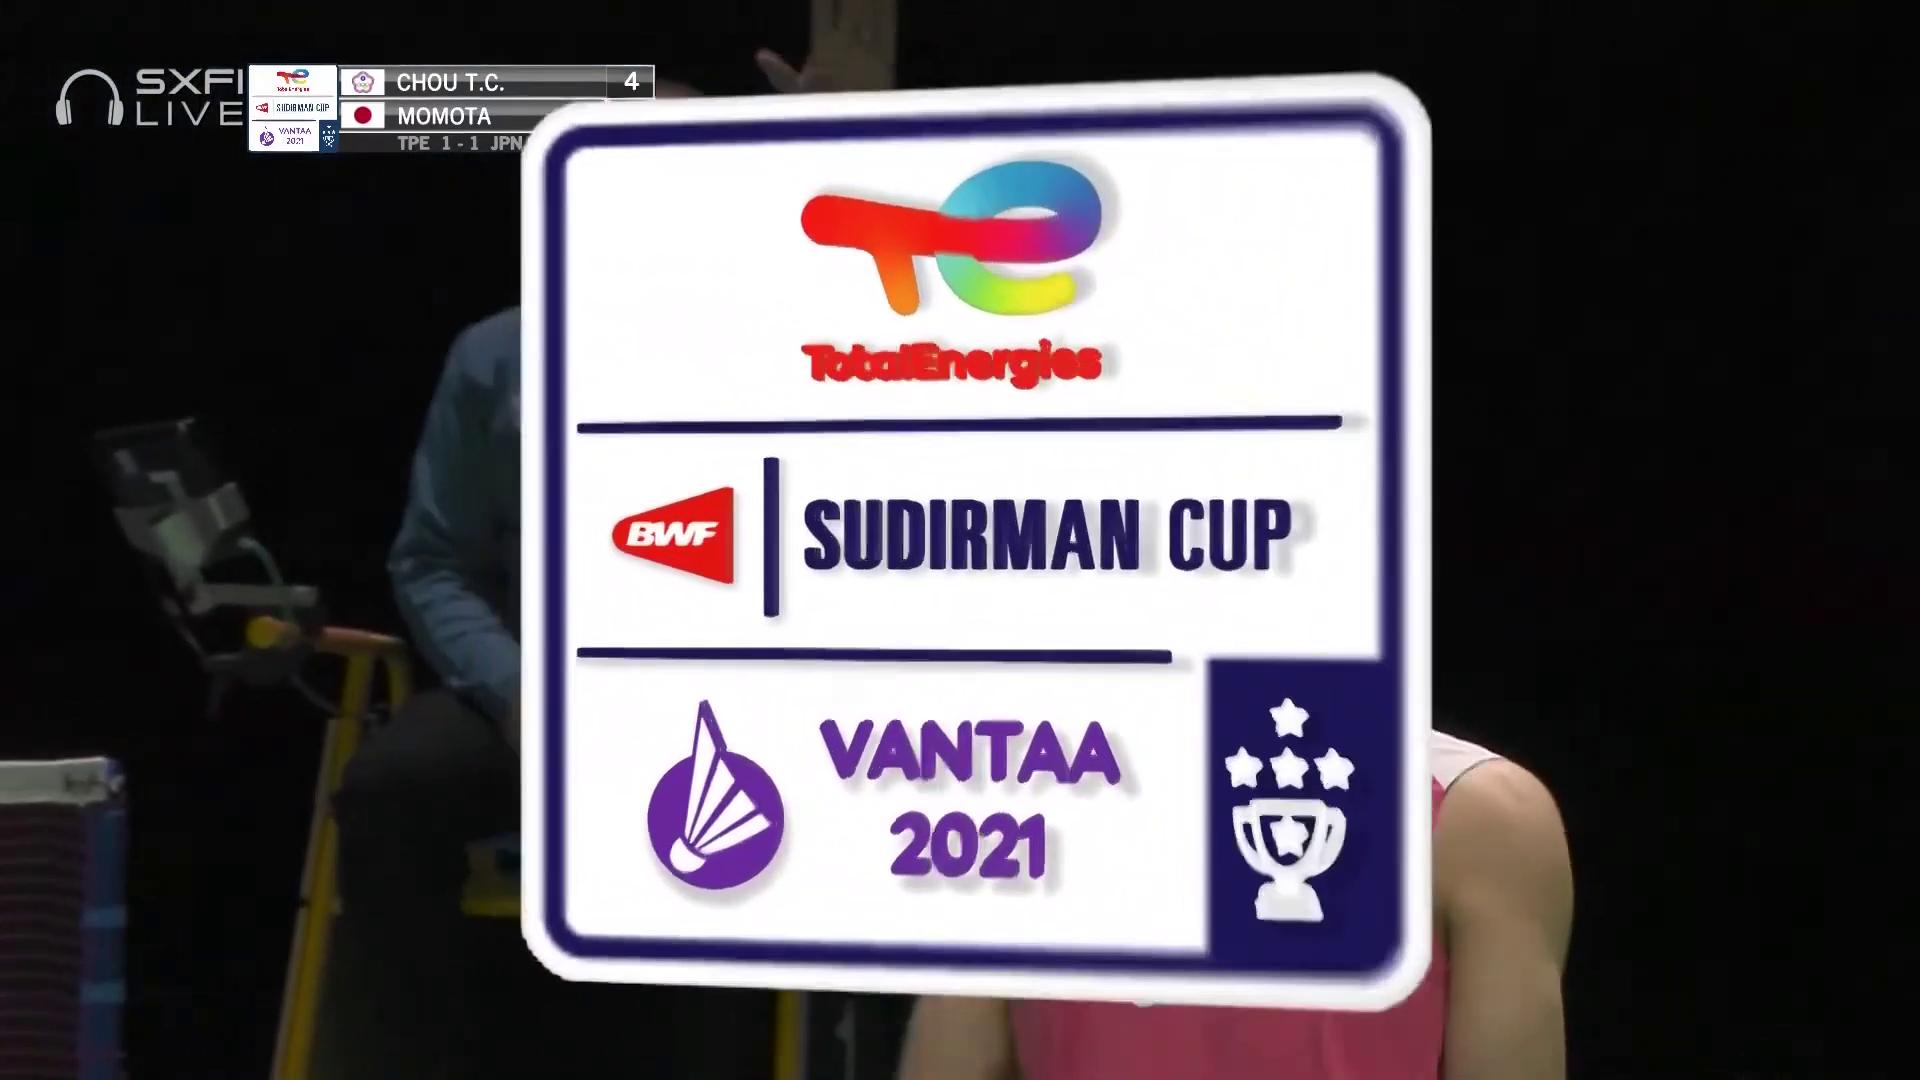 SXFI
LIVE
TotalEnergies
SUDIRMAN CUP
VANTAA
2021
CHOU T.C. 4
MOMOTA
TPE 1 - 1 JPN
TotalEnergies
BWF SUDIRMAN CUP
VANTAA
2021